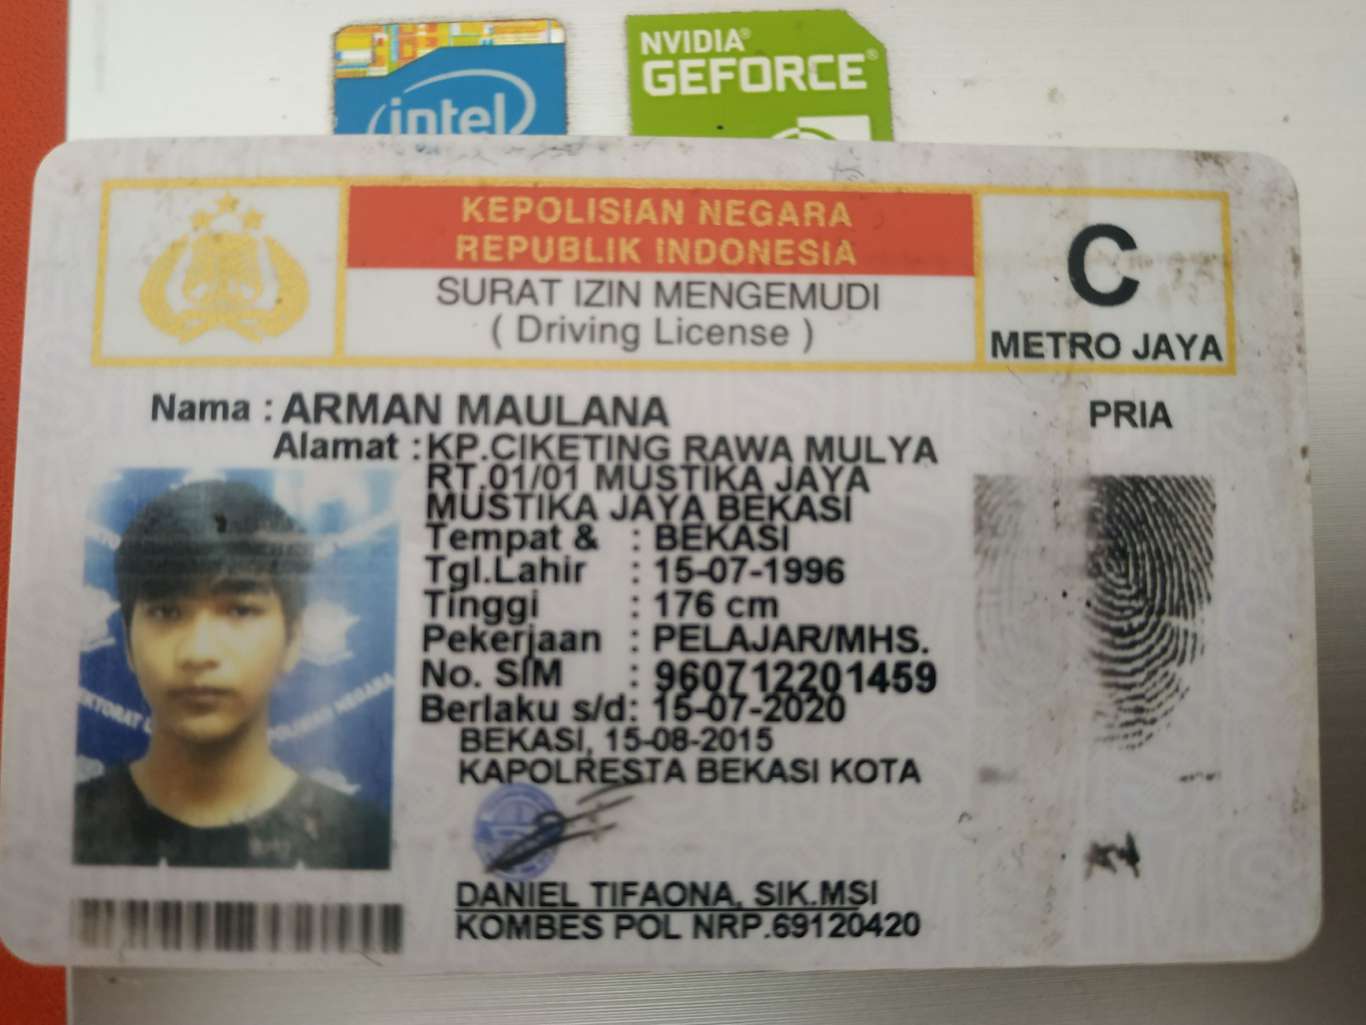 intel
NVIDIA®
GEFORCE®
KEPOLISIAN NEGARA
REPUBLIK INDONESIA
SURAT IZIN MENGEMUDI
( Driving License )
C
METRO JAYA
Nama : ARMAN MAULANA
PRIA
Alamat : KP.CIKETING RAWA MULYA
RT.01/01 MUSTIKA JAYA
MUSTIKA JAYA BEKASI
Tempat & : BEKASI
Tgl.Lahir : 15-07-1996
Tinggi : 176 cm
Pekerjaan : PELAJAR/MHS.
No. SIM : 960712201459
Berlaku s/d: 15-07-2020
BEKASI, 15-08-2015
KAPOLRESTA BEKASI KOTA
DANIEL TIFAONA, SIK.MSI
KOMBES POL NRP.69120420